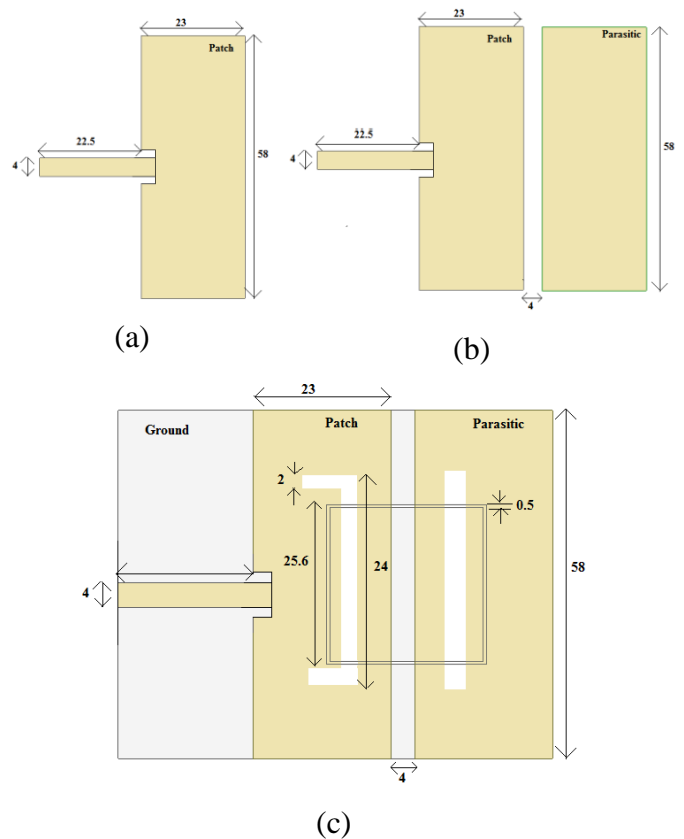 23
Patch
22.5
4
58
(a)
23
Patch
Parasitic
22.5
4
58
4
(b)
23
Ground
Patch
Parasitic
2
0.5
25.6
24
4
58
4
(c)